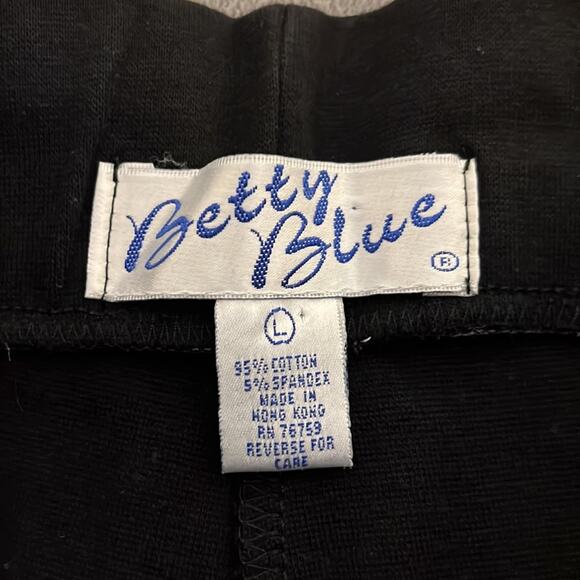 Betty
Blue
®
L
95% COTTON
5% SPANDEX
MADE IN
HONG KONG
RN 76759
REVERSE FOR
CARE